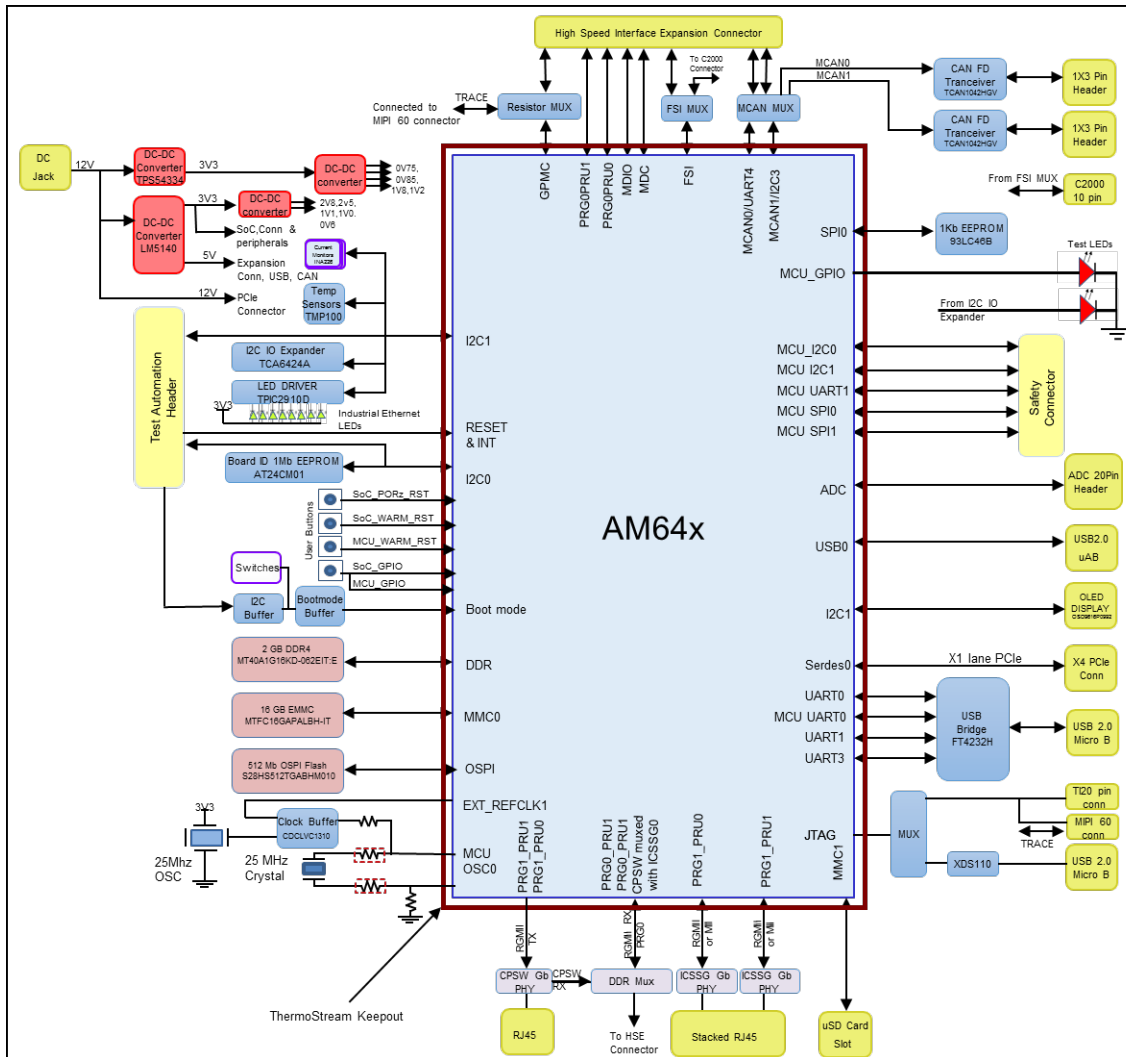 High Speed Interface Expansion Connector
To C2000
Connector
MCAN0
MCAN1
CAN FD
Tranceiver
TCAN1042HGV
1X3 Pin
Header
CAN FD
Tranceiver
TCAN1042HGV
1X3 Pin
Header
Connected to
MIPI 60 connector
TRACE
Resistor MUX
FSI MUX
MCAN MUX
DC
Jack
12V
DC-DC
Converter
TPS54334
3V3
DC-DC
converter
0V75,
0V85,
1V8,1V2
DC-DC
Converter
LM5140
3V3
DC-DC
converter
2V8,2v5,
1V1,1V0.
0V6
SoC,Conn &
peripherals
5V
Expansion
Conn, USB, CAN
12V
PCIe
Connector
Current
Monitors
INA226
Temp
Sensors
TMP100
GPMC
PRG0PRU1
PRG0PRU0
MDIO
MDC
FSI
MCAN0/UART4
MCAN1/I2C3
From FSI MUX
C2000
10 pin
SPI0
1Kb EEPROM
93LC46B
MCU_GPIO
Test LEDs
From I2C IO
Expander
Test Automation
Header
I2C1
I2C IO Expander
TCA6424A
LED DRIVER
TPIC2910D
3V3
Industrial Ethernet
LEDs
RESET
& INT
Board ID 1Mb EEPROM
AT24CM01
I2C0
MCU_I2C0
MCU I2C1
MCU UART1
MCU SPI0
MCU SPI1
Safety
Connector
User Buttons
SoC_PORz_RST
SoC_WARM_RST
MCU_WARM_RST
SoC_GPIO
MCU_GPIO
AM64x
ADC
ADC 20Pin
Header
USB0
USB2.0
uAB
Switches
I2C
Buffer
Bootmode
Buffer
Boot mode
I2C1
OLED
DISPLAY
2 GB DDR4
MT40A1G16KD-062EIT:E
DDR
Serdes0
X1 lane PCIe
X4 PCIe
Conn
16 GB EMMC
MTFC16GAPALBH-IT
MMC0
UART0
MCU UART0
UART1
UART3
USB
Bridge
FT4232H
USB 2.0
Micro B
512 Mb OSPI Flash
S28HS512TGABHM010
OSPI
EXT_REFCLK1
3V3
Clock Buffer
CDCLVC1310
25Mhz
OSC
25 MHz
Crystal
MCU
OSC0
JTAG
MMC1
MUX
TI20 pin
conn
MIPI 60
conn
TRACE
XDS110
USB 2.0
Micro B
PRG1_PRU1
PRG1_PRU0
PRG0_PRU1
PRG0_PRU1
CPSW muxed
with ICSSG0
PRG1_PRU0
PRG1_PRU1
RGMII
TX
RGMII RX
PRG0
RGMII
or MII
RGMII
or Mii
CPSW Gb
PHY
CPSW
RX
DDR Mux
ICSSG Gb
PHY
ICSSG Gb
PHY
ThermoStream Keepout
RJ45
To HSE
Connector
Stacked RJ45
uSD Card
Slot